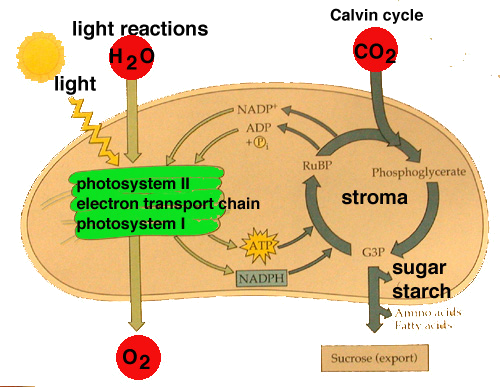 light reactions
Calvin cycle
H2O
CO2
light
NADP+
ADP
+ Pi
RuBP
Phosphoglycerate
photosystem II
electron transport chain
photosystem I
stroma
ATP
NADPH
G3P
sugar
starch
Amino acids
Fatty acids
O2
Sucrose (export)